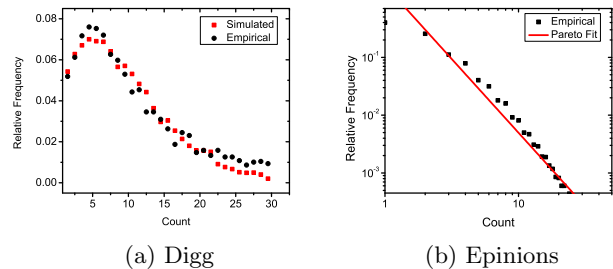 0.08
0.06
0.04
0.02
0.00
Relative Frequency
5 10 15 20 25 30
Count
Simulated
Empirical
(a) Digg
10⁻¹
10⁻²
10⁻³
Relative Frequency
1 10
Count
Empirical
Pareto Fit
(b) Epinions